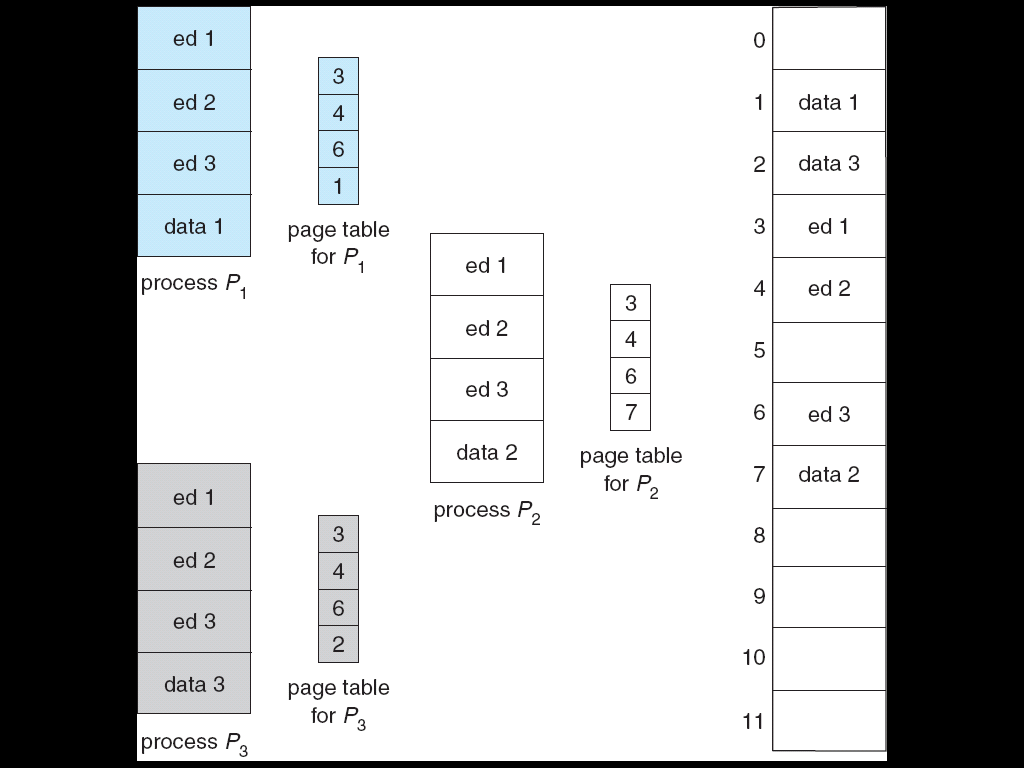 ed 1
ed 2
ed 3
data 1
process P1
3
4
6
1
page table
for P1
ed 1
ed 2
ed 3
data 2
process P2
3
4
6
7
page table
for P2
ed 1
ed 2
ed 3
data 3
process P3
3
4
6
2
page table
for P3
0
1 data 1
2 data 3
3 ed 1
4 ed 2
5
6 ed 3
7 data 2
8
9
10
11